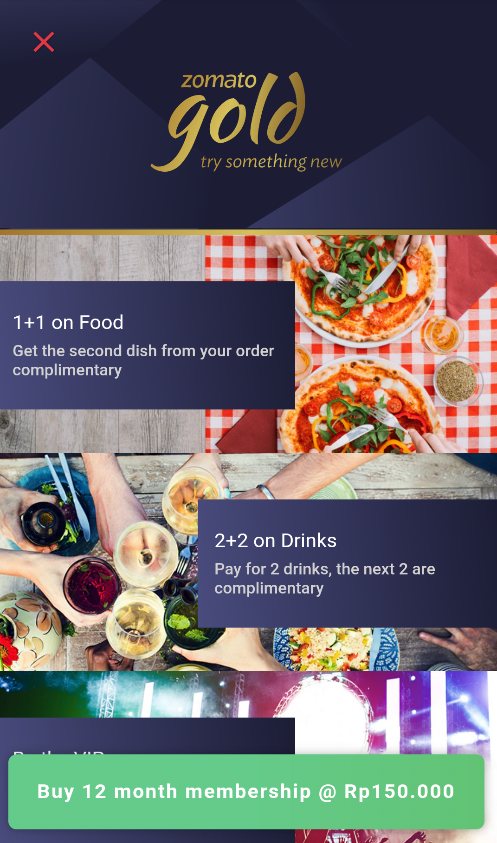 zomato
gold
try something new
1+1 on Food
Get the second dish from your order
complimentary
2+2 on Drinks
Pay for 2 drinks, the next 2 are
complimentary
Buy 12 month membership @ Rp150.000